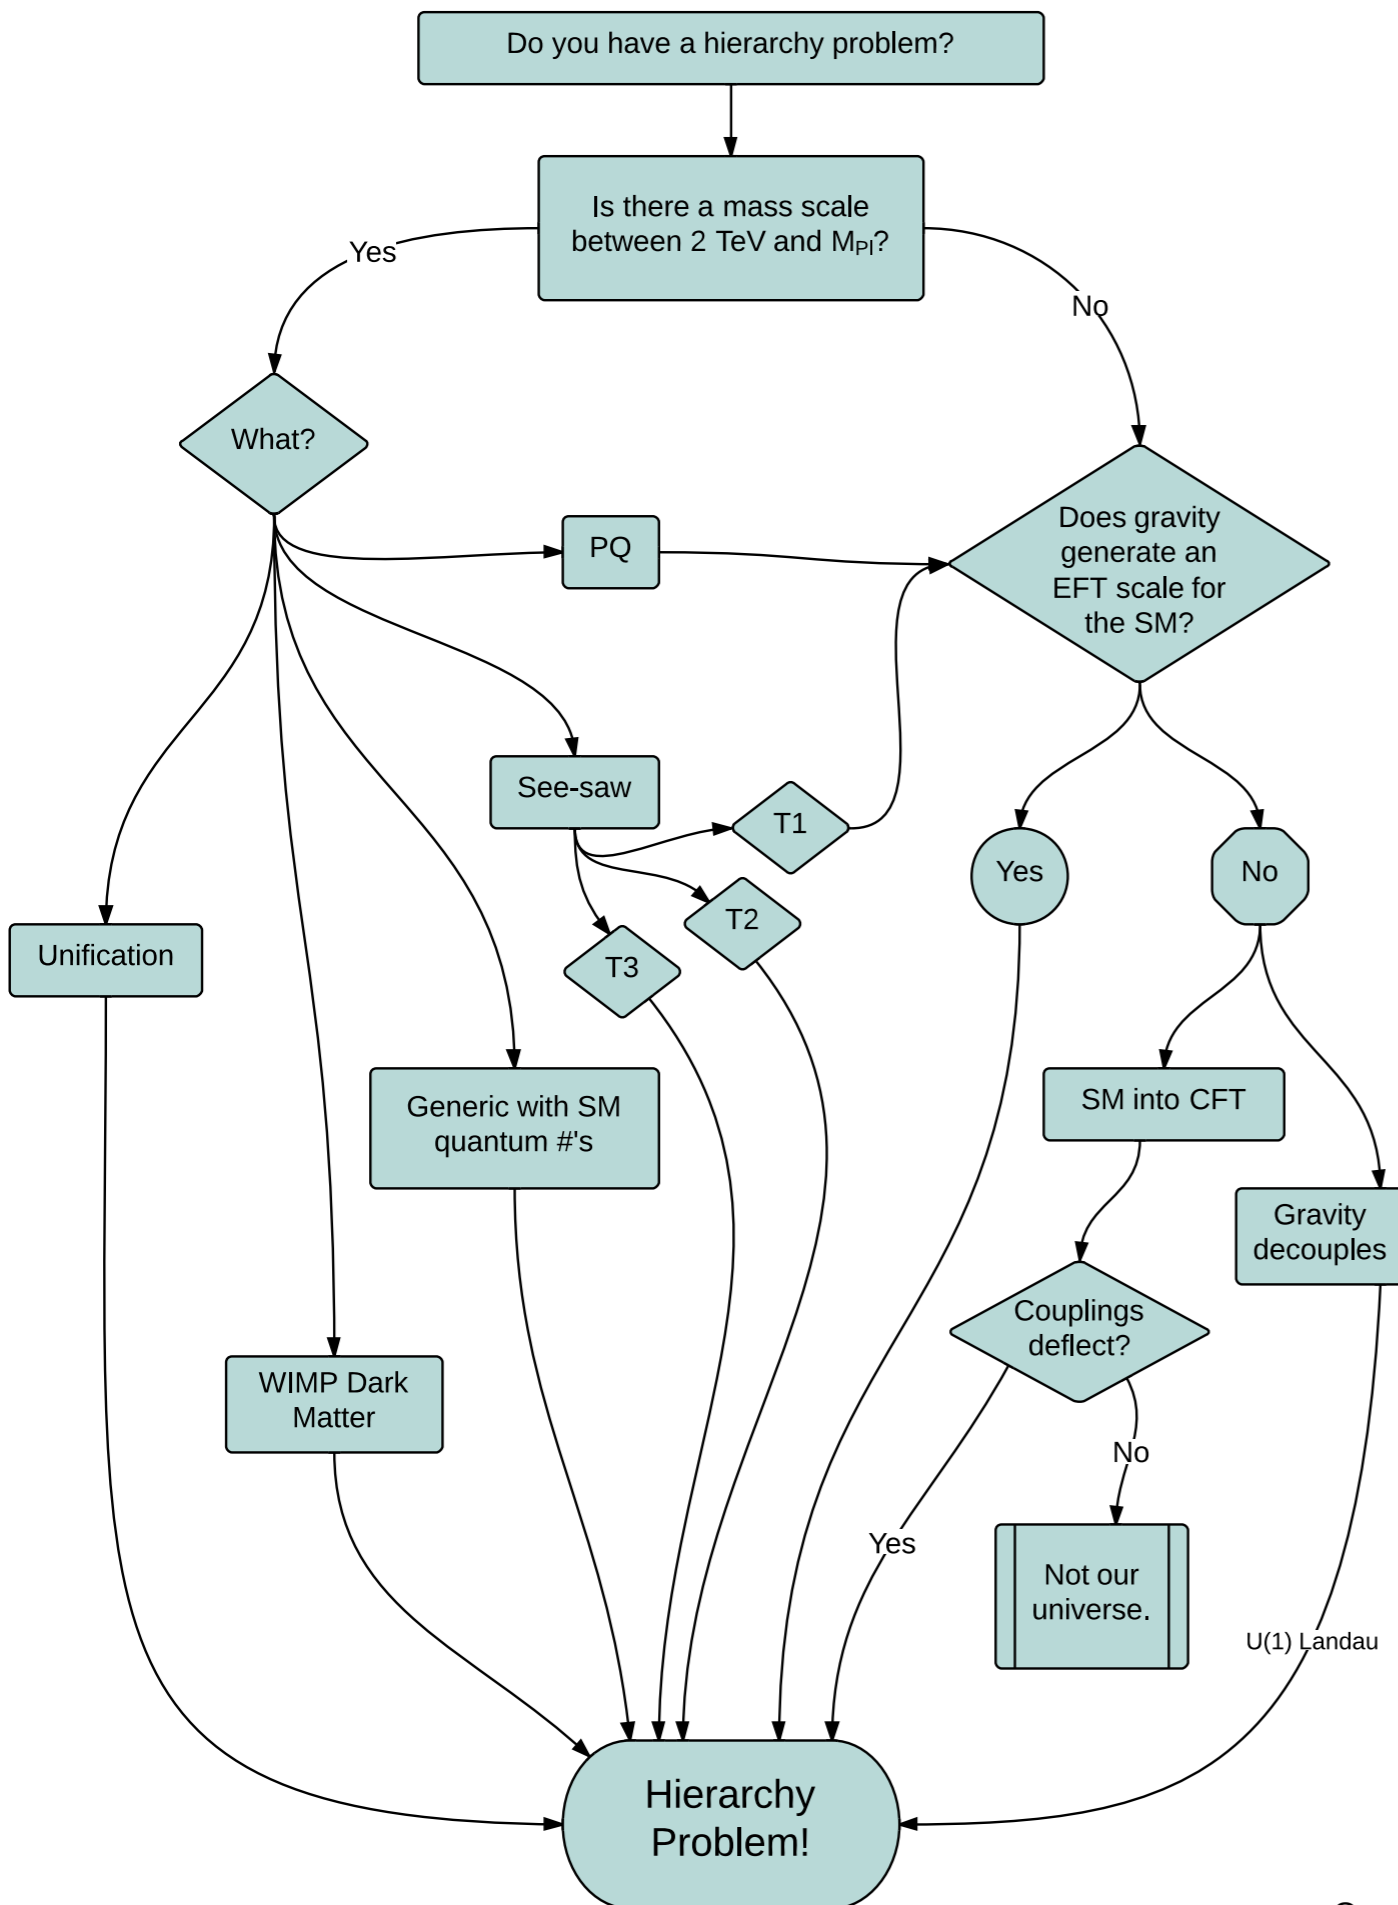 Do you have a hierarchy problem?
Is there a mass scale
between 2 TeV and M_Pl?
Yes
No
What?
Does gravity
generate an
EFT scale for
the SM?
PQ
See-saw
T1
T2
T3
Yes
No
Unification
Generic with SM
quantum #'s
SM into CFT
Gravity
decouples
Couplings
deflect?
WIMP Dark
Matter
No
Yes
Not our
universe.
U(1) Landau
Hierarchy
Problem!